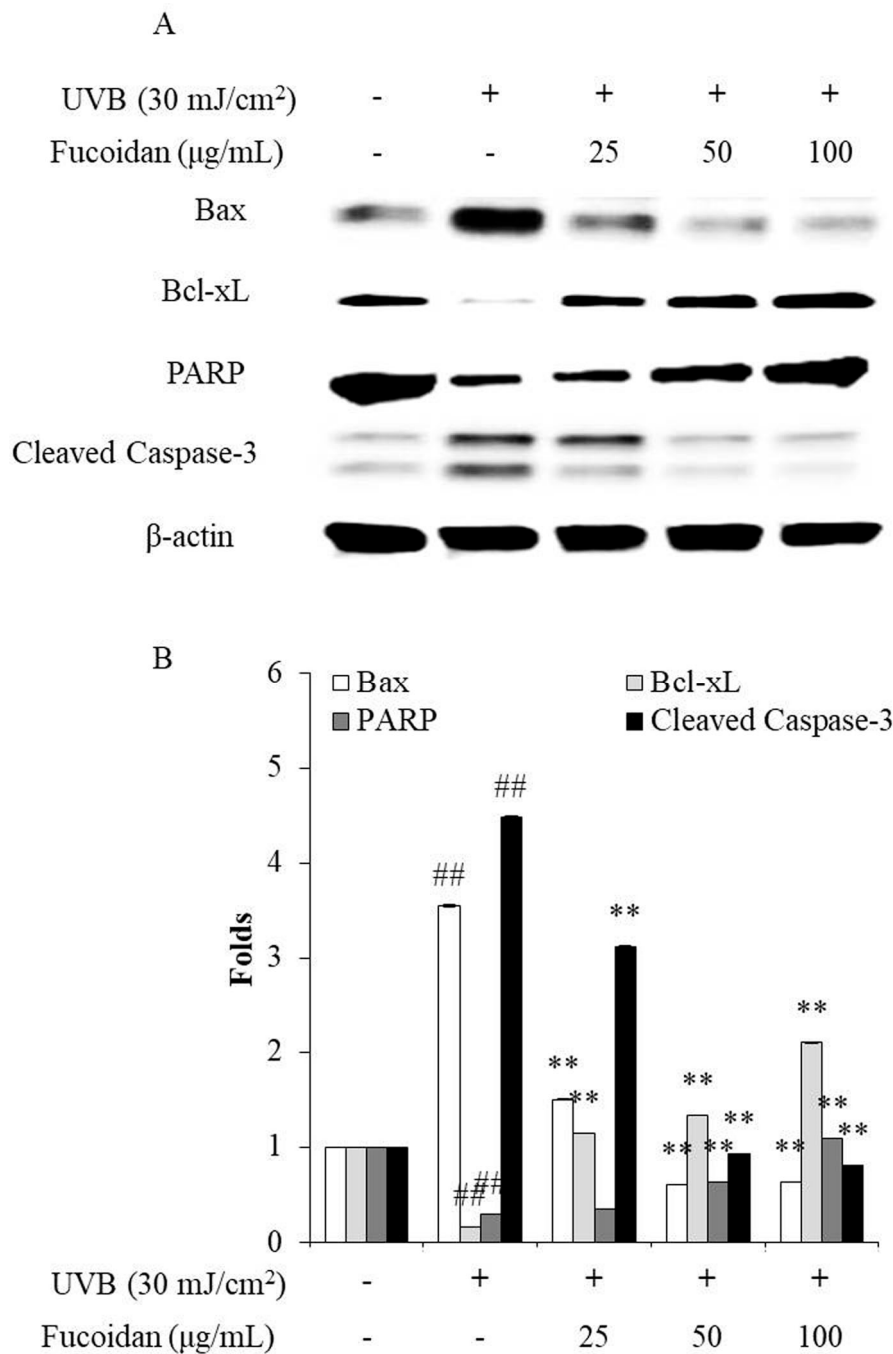 A
UVB (30 mJ/cm²) - + + + +
Fucoidan (μg/mL) - - 25 50 100
Bax
Bcl-xL
PARP
Cleaved Caspase-3
β-actin
B
6
Bax Bcl-xL
PARP Cleaved Caspase-3
5
##
4
##
**
3
Folds
**
2
** **
**
** **
1
** ** ** **
## ##
0
UVB (30 mJ/cm²) - + + + +
Fucoidan (μg/mL) - - 25 50 100